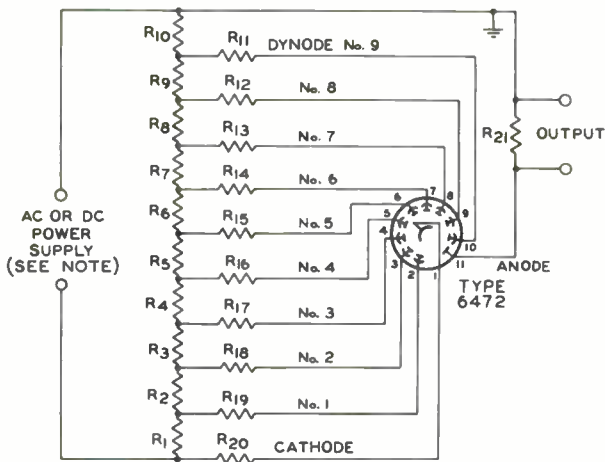 R10
R11
DYNODE No. 9
R9
R12
No. 8
R8
R13
No. 7
R21
OUTPUT
R7
R14
No. 6
6
7
8
R6
R15
No. 5
5
9
AC OR DC
POWER
SUPPLY
(SEE NOTE)
4
10
R5
R16
No. 4
3
2
1
11
ANODE
TYPE
6472
R4
R17
No. 3
R3
R18
No. 2
R2
R19
No. 1
R1
R20
CATHODE